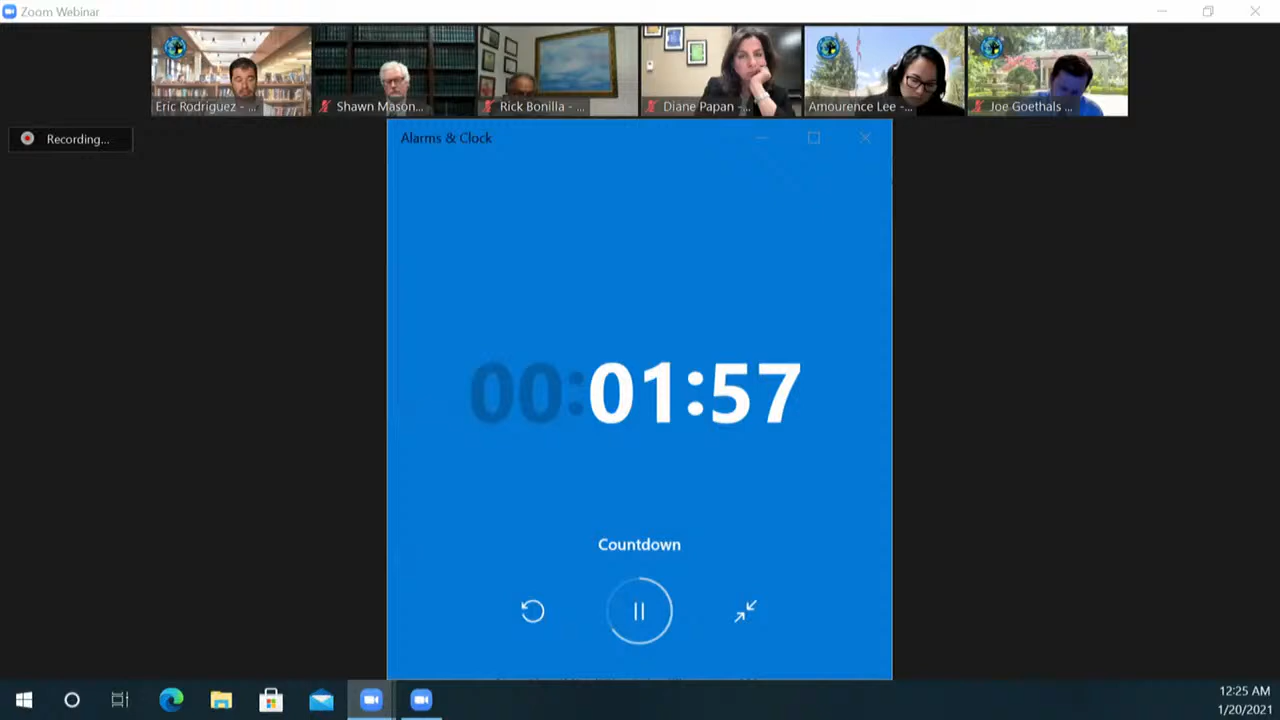 Zoom Webinar
Eric Rodriguez - ...
Shawn Mason...
Rick Bonilla - ...
Diane Papan -...
Amourence Lee -...
Joe Goethals ...
Recording...
Alarms & Clock
00:01:57
Countdown
12:25 AM
1/20/2021